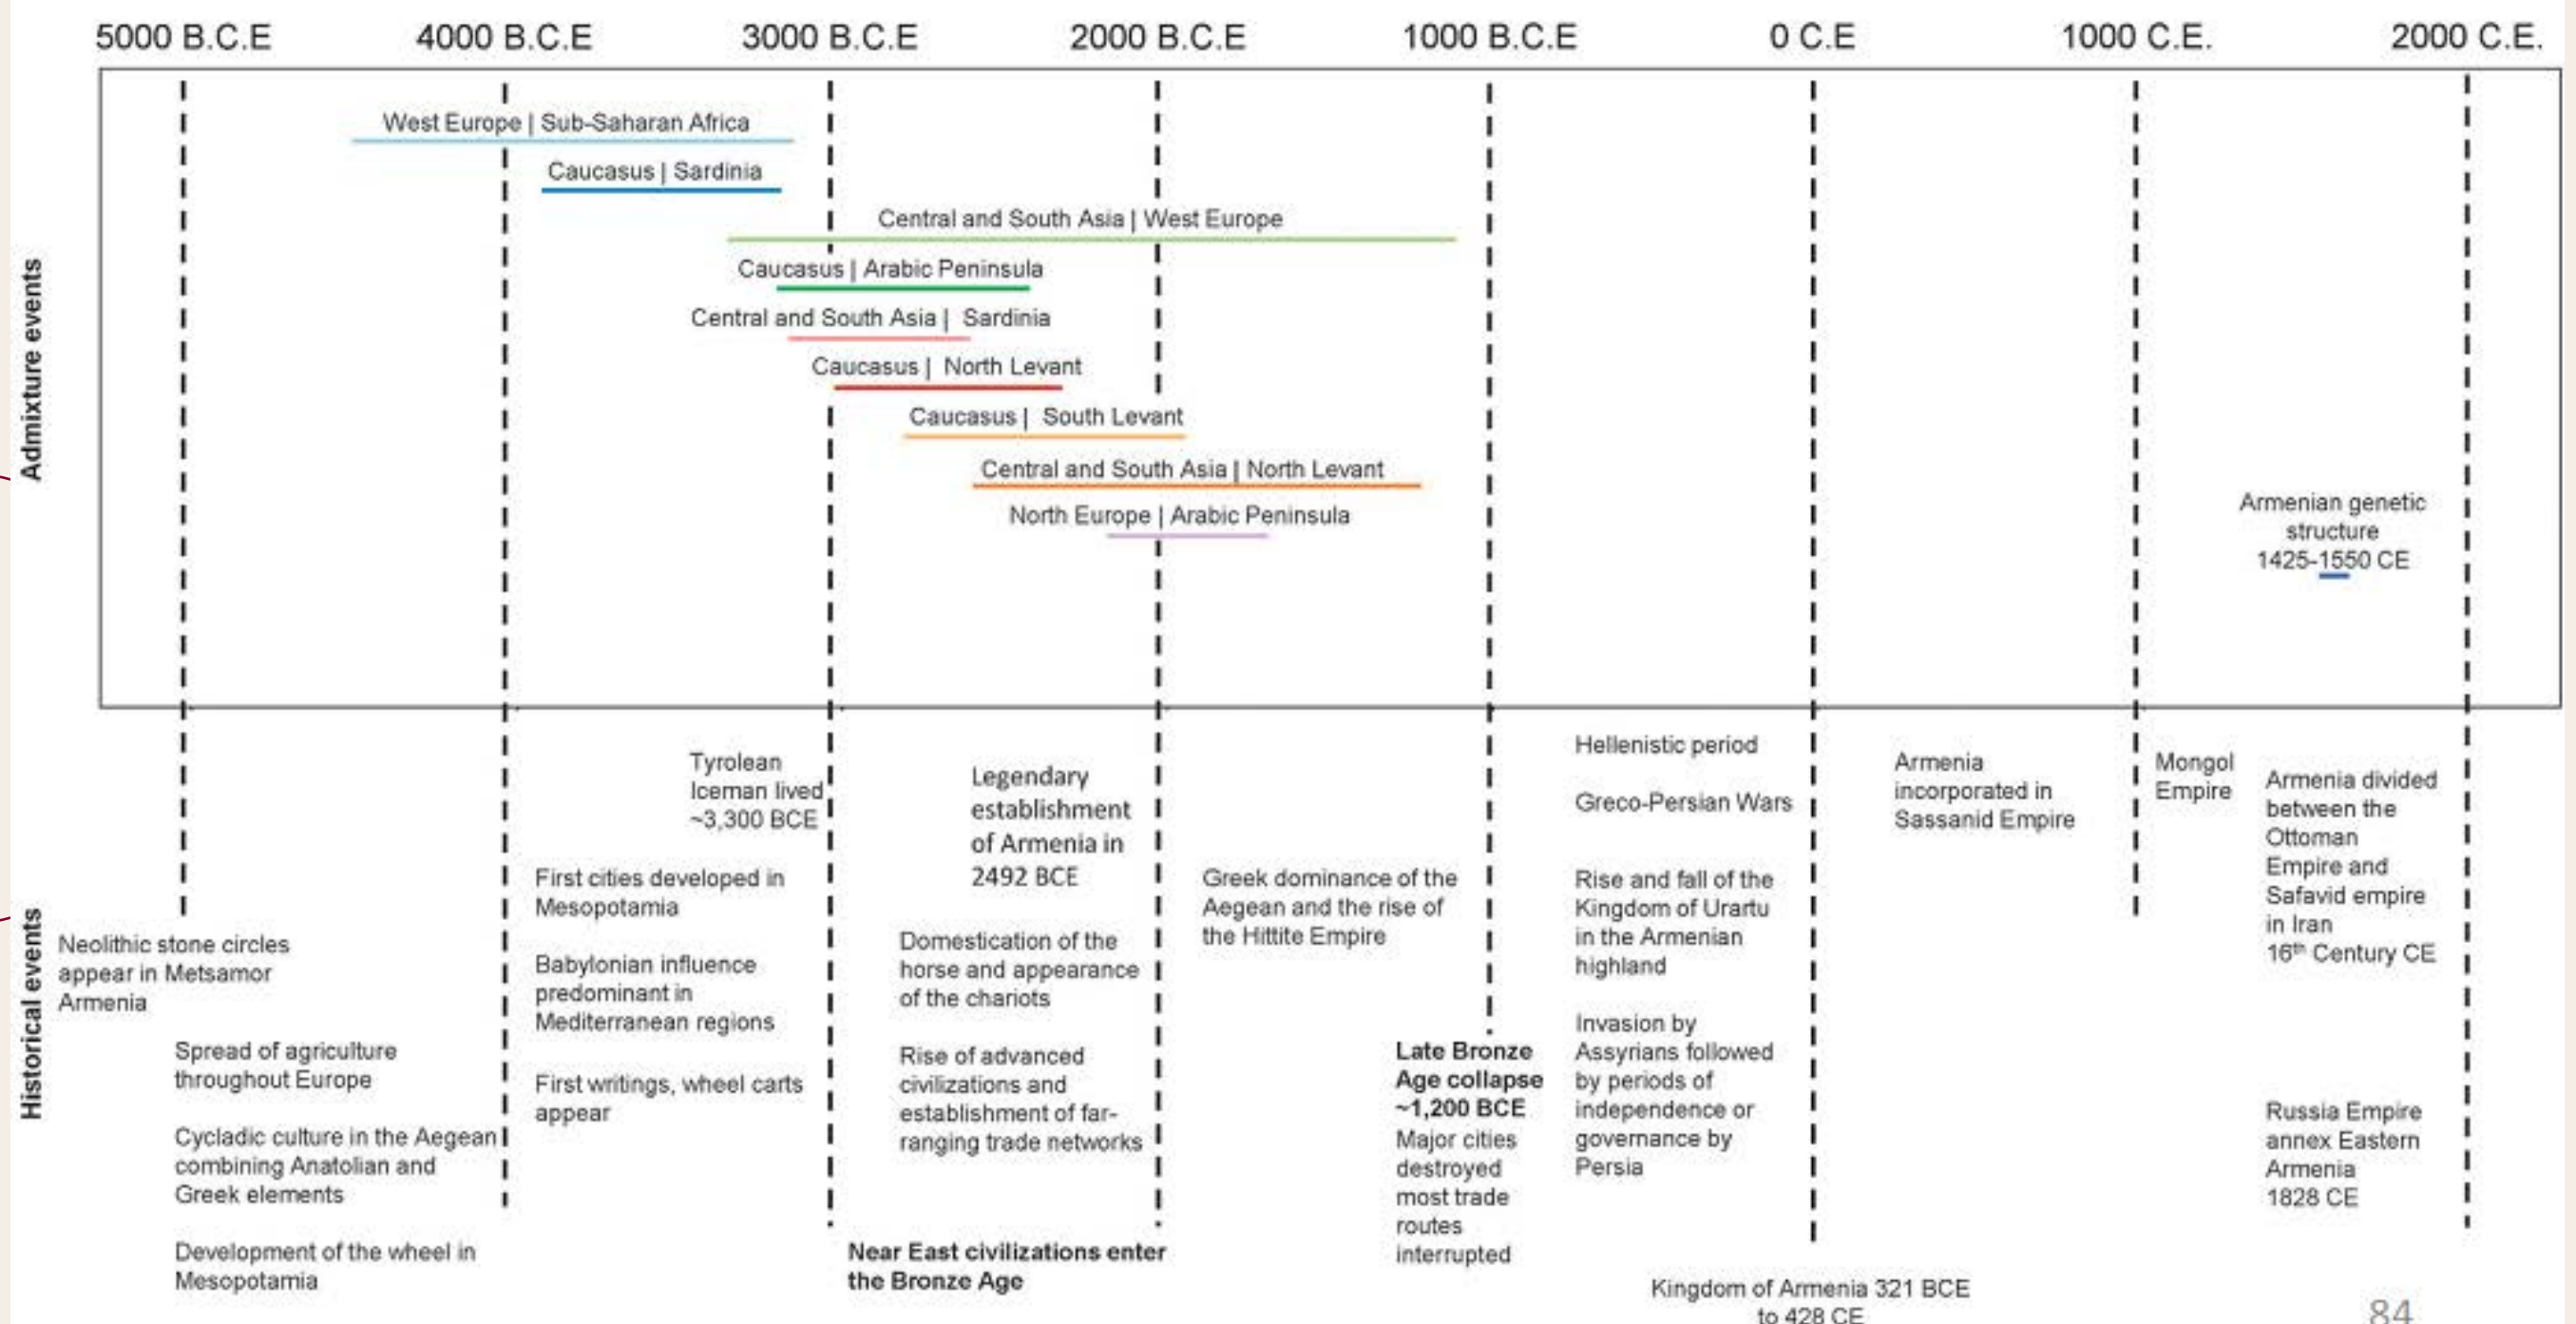 5000 B.C.E 4000 B.C.E 3000 B.C.E 2000 B.C.E 1000 B.C.E 0 C.E 1000 C.E. 2000 C.E.
Admixture events
West Europe | Sub-Saharan Africa
Caucasus | Sardinia
Central and South Asia | West Europe
Caucasus | Arabic Peninsula
Central and South Asia | Sardinia
Caucasus | North Levant
Caucasus | South Levant
Central and South Asia | North Levant
North Europe | Arabic Peninsula
Armenian genetic
structure
1425-1550 CE
Historical events
Neolithic stone circles
appear in Metsamor
Armenia
Spread of agriculture
throughout Europe
Cycladic culture in the Aegean
combining Anatolian and
Greek elements
Development of the wheel in
Mesopotamia
Tyrolean
Iceman lived
~3,300 BCE
First cities developed in
Mesopotamia
Babylonian influence
predominant in
Mediterranean regions
First writings, wheel carts
appear
Legendary
establishment
of Armenia in
2492 BCE
Domestication of the
horse and appearance
of the chariots
Rise of advanced
civilizations and
establishment of far-
ranging trade networks
Near East civilizations enter
the Bronze Age
Greek dominance of the
Aegean and the rise of
the Hittite Empire
Late Bronze
Age collapse
~1,200 BCE
Major cities
destroyed
most trade
routes
interrupted
Hellenistic period
Greco-Persian Wars
Rise and fall of the
Kingdom of Urartu
in the Armenian
highland
Invasion by
Assyrians followed
by periods of
independence or
governance by
Persia
Kingdom of Armenia 321 BCE
to 428 CE
Armenia
incorporated in
Sassanid Empire
Mongol
Empire
Armenia divided
between the
Ottoman
Empire and
Safavid empire
in Iran
16th Century CE
Russia Empire
annex Eastern
Armenia
1828 CE
84